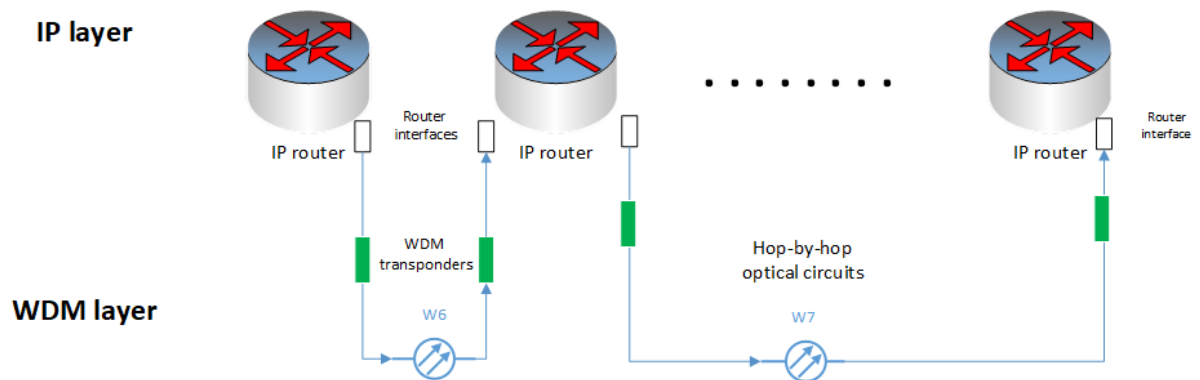 IP layer
Router
interfaces
Router
interface
IP router
IP router
IP router
WDM
transponders
Hop-by-hop
optical circuits
WDM layer
W6
W7